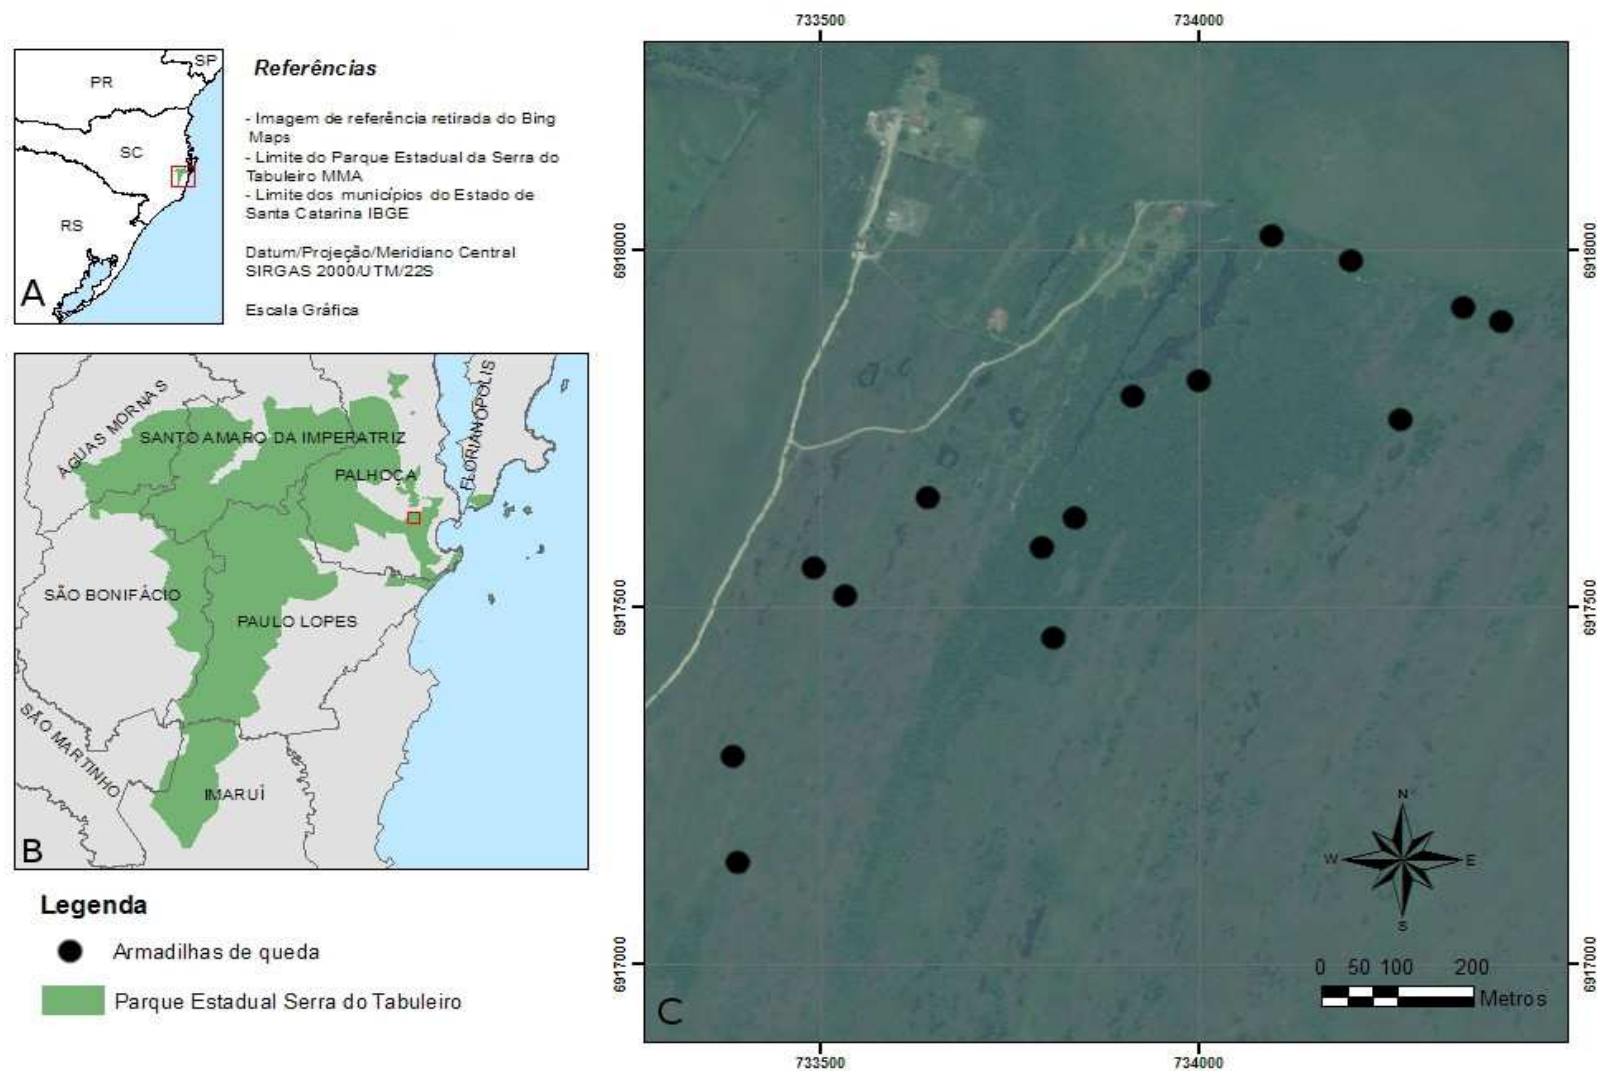 SP
PR
SC
RS
A
Referências
- Imagem de referência retirada do Bing
Maps
- Limite do Parque Estadual da Serra do
Tabuleiro MMA
- Limite dos municípios do Estado de
Santa Catarina IBGE
Datum/Projeção/Meridiano Central
SIRGAS 2000/UTM/22S
Escala Gráfica
ÁGUAS MORNAS
SANTO AMARO DA IMPERATRIZ
FLORIANÓPOLIS
PALHOÇA
SÃO BONIFÁCIO
PAULO LOPES
SÃO MARTINHO
IMARUÍ
B
Legenda
Armadilhas de queda
Parque Estadual Serra do Tabuleiro
733500 734000
6918000 6918000
6917500 6917500
6917000 6917000
N
W E
S
0 50 100 200
Metros
C
733500 734000